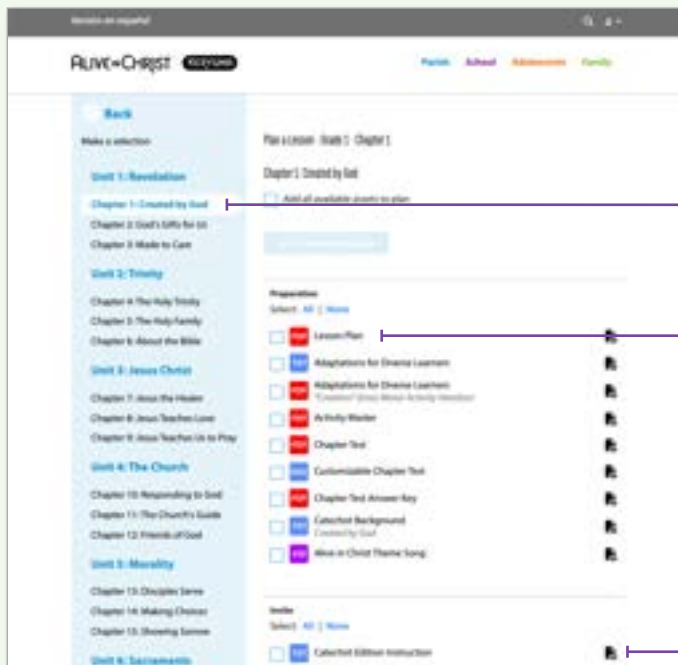 Versión en español
ALIVE IN CHRIST
Parish School Adolescents Family
Back
Make a selection
Unit 1: Revelation
Chapter 1: Created by God
Chapter 2: God's Gifts for Us
Chapter 3: Made to Care
Unit 2: Trinity
Chapter 4: The Holy Trinity
Chapter 5: The Holy Family
Chapter 6: About the Bible
Unit 3: Jesus Christ
Chapter 7: Jesus the Healer
Chapter 8: Jesus Teaches Love
Chapter 9: Jesus Teaches Us to Pray
Unit 4: The Church
Chapter 10: Responding to God
Chapter 11: The Church's Guide
Chapter 12: Friends of God
Unit 5: Morality
Chapter 13: Disciples Serve
Chapter 14: Making Choices
Chapter 15: Showing Sorrow
Unit 6: Sacraments
Plan a Lesson - Grade 1 - Chapter 1
Chapter 1: Created by God
Add all available assets to plan
Preparation
Select: All | None
PDF Lesson Plan
Adaptations for Diverse Learners
PDF Adaptations for Diverse Learners
PDF Activity Master
PDF Chapter Test
Customizable Chapter Test
PDF Chapter Test Answer Key
Catechist Background
Created by God
Alive in Christ Theme Song
Invite
Select: All | None
Catechist Edition Instruction